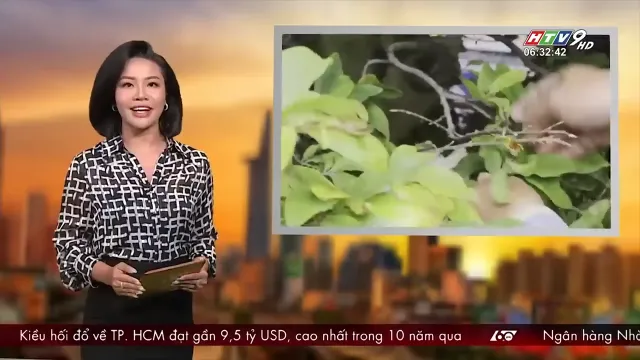 HTV9 HD
06:32:42
Kiều hối đổ về TP. HCM đạt gần 9,5 tỷ USD, cao nhất trong 10 năm qua
60
Ngân hàng Nhà